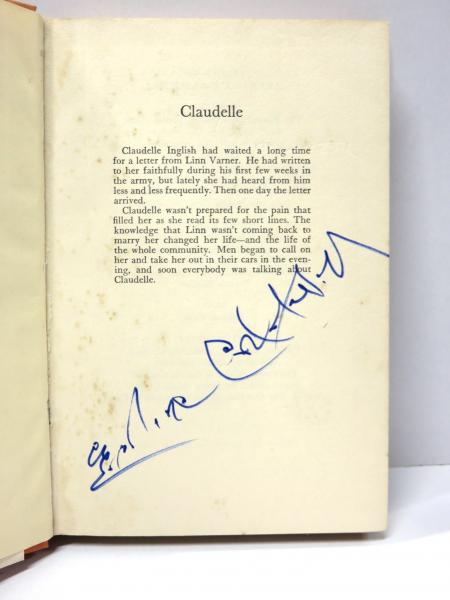 Claudelle
Claudelle Inglish had waited a long time
for a letter from Linn Varner. He had written
to her faithfully during his first few weeks in
the army, but lately she had heard from him
less and less frequently. Then one day the letter
arrived.
Claudelle wasn't prepared for the pain that
filled her as she read its few short lines. The
knowledge that Linn wasn't coming back to
marry her changed her life—and the life of
the whole community. Men began to call on
her and take her out in their cars in the even-
ing, and soon everybody was talking about
Claudelle.